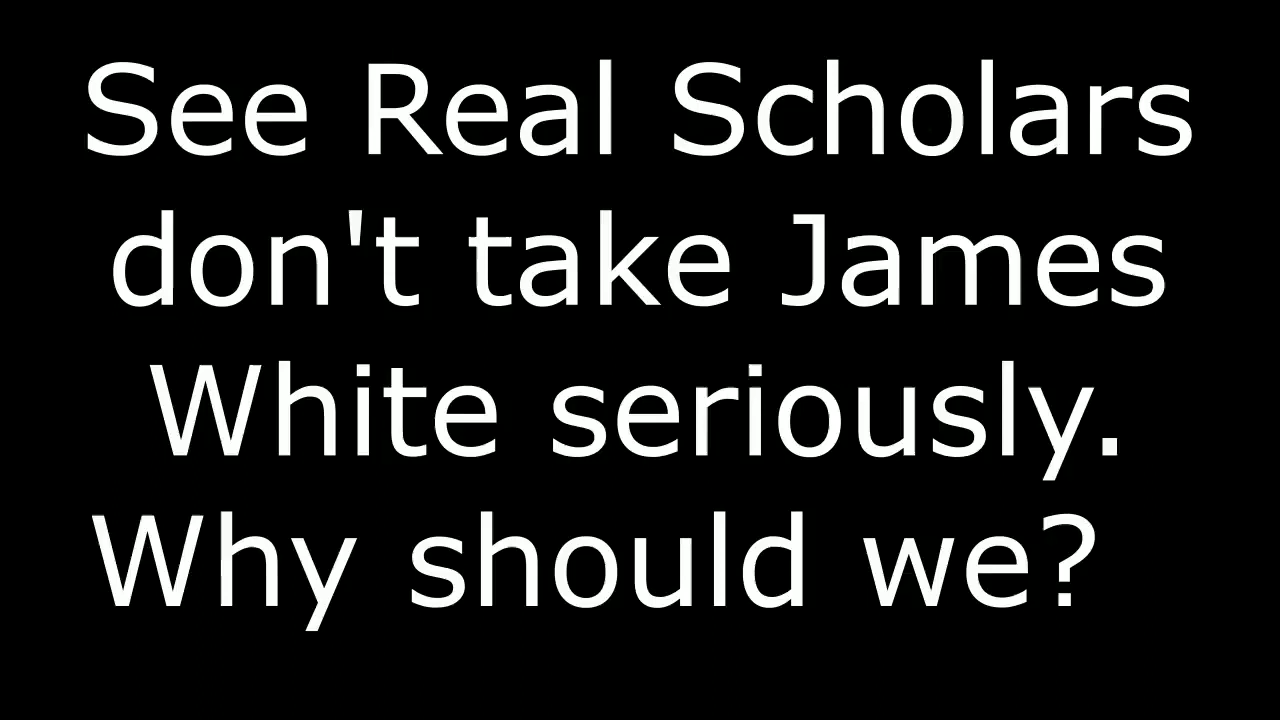 See Real Scholars
don't take James
White seriously.
Why should we?